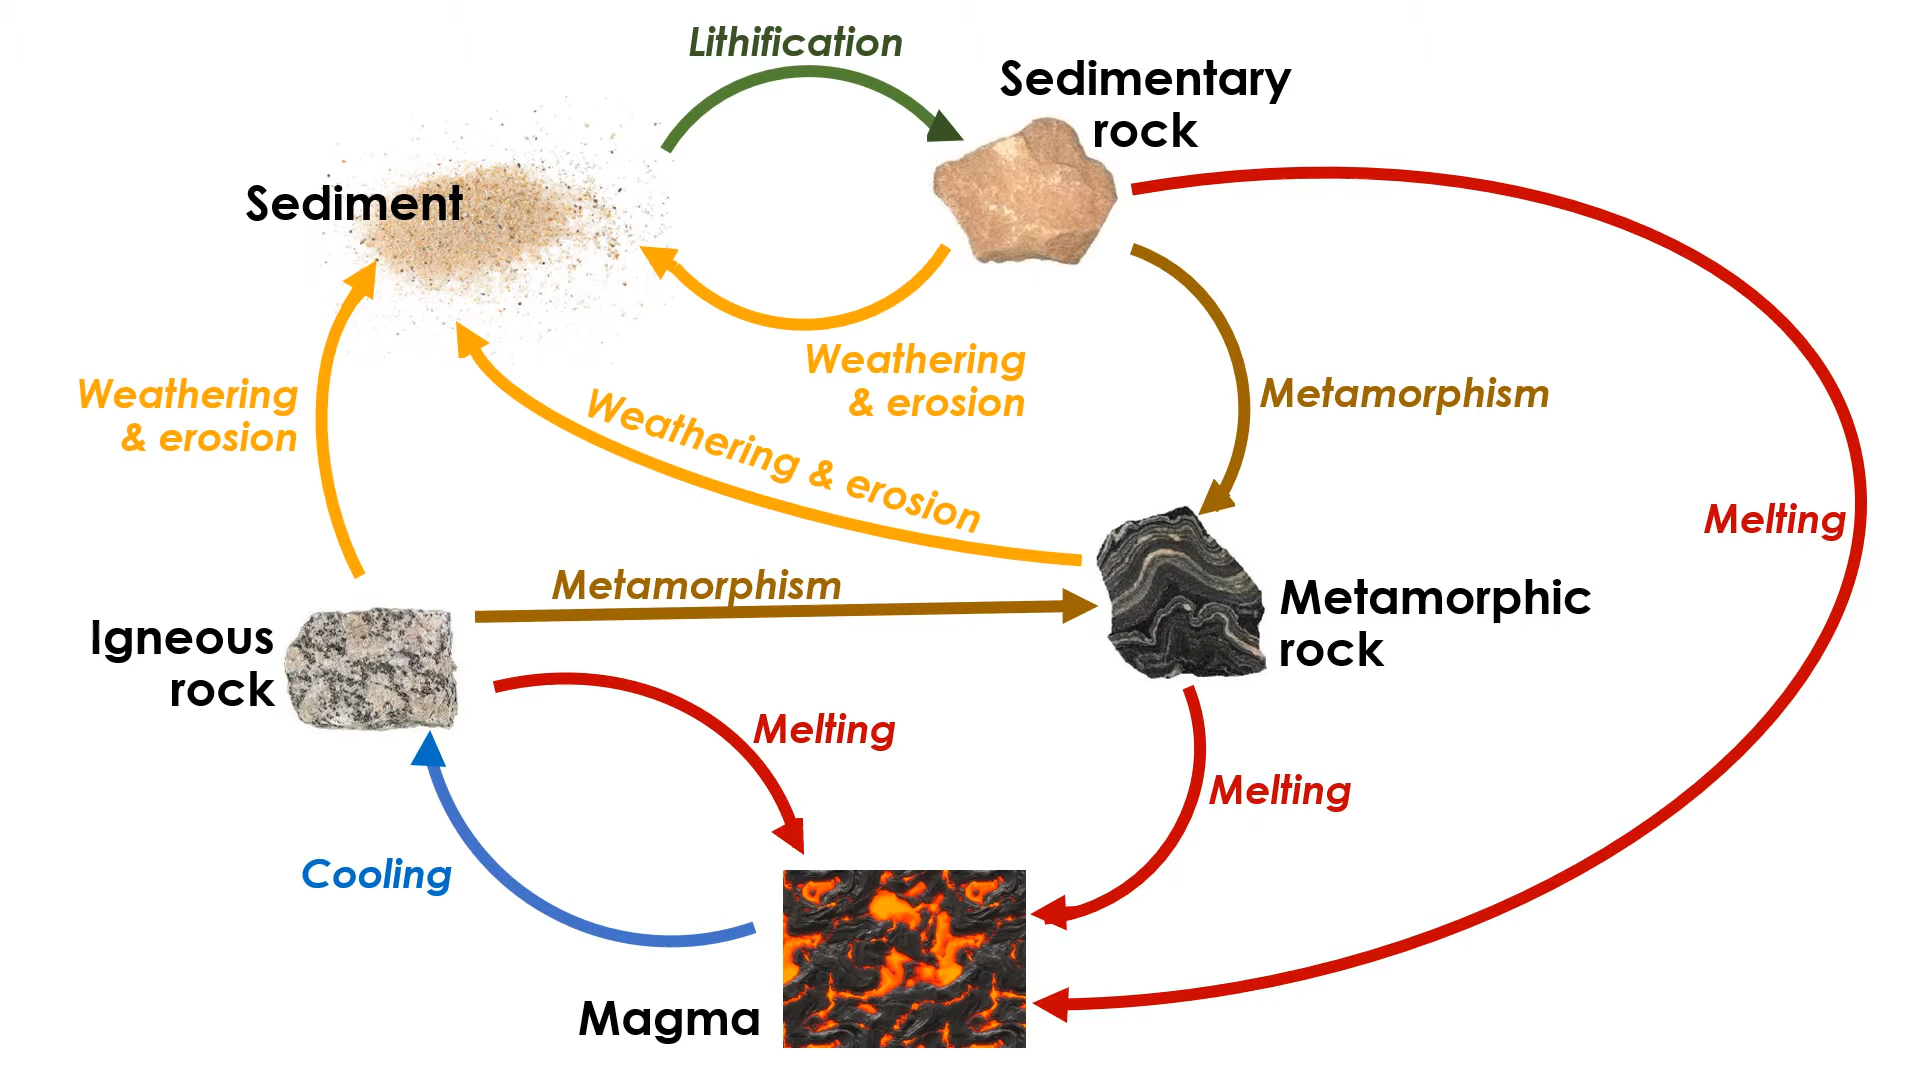 Lithification
Sedimentary
rock
Sediment
Weathering
& erosion
Weathering
& erosion
Weathering & erosion
Metamorphism
Melting
Metamorphism
Igneous
rock
Metamorphic
rock
Melting
Melting
Cooling
Magma